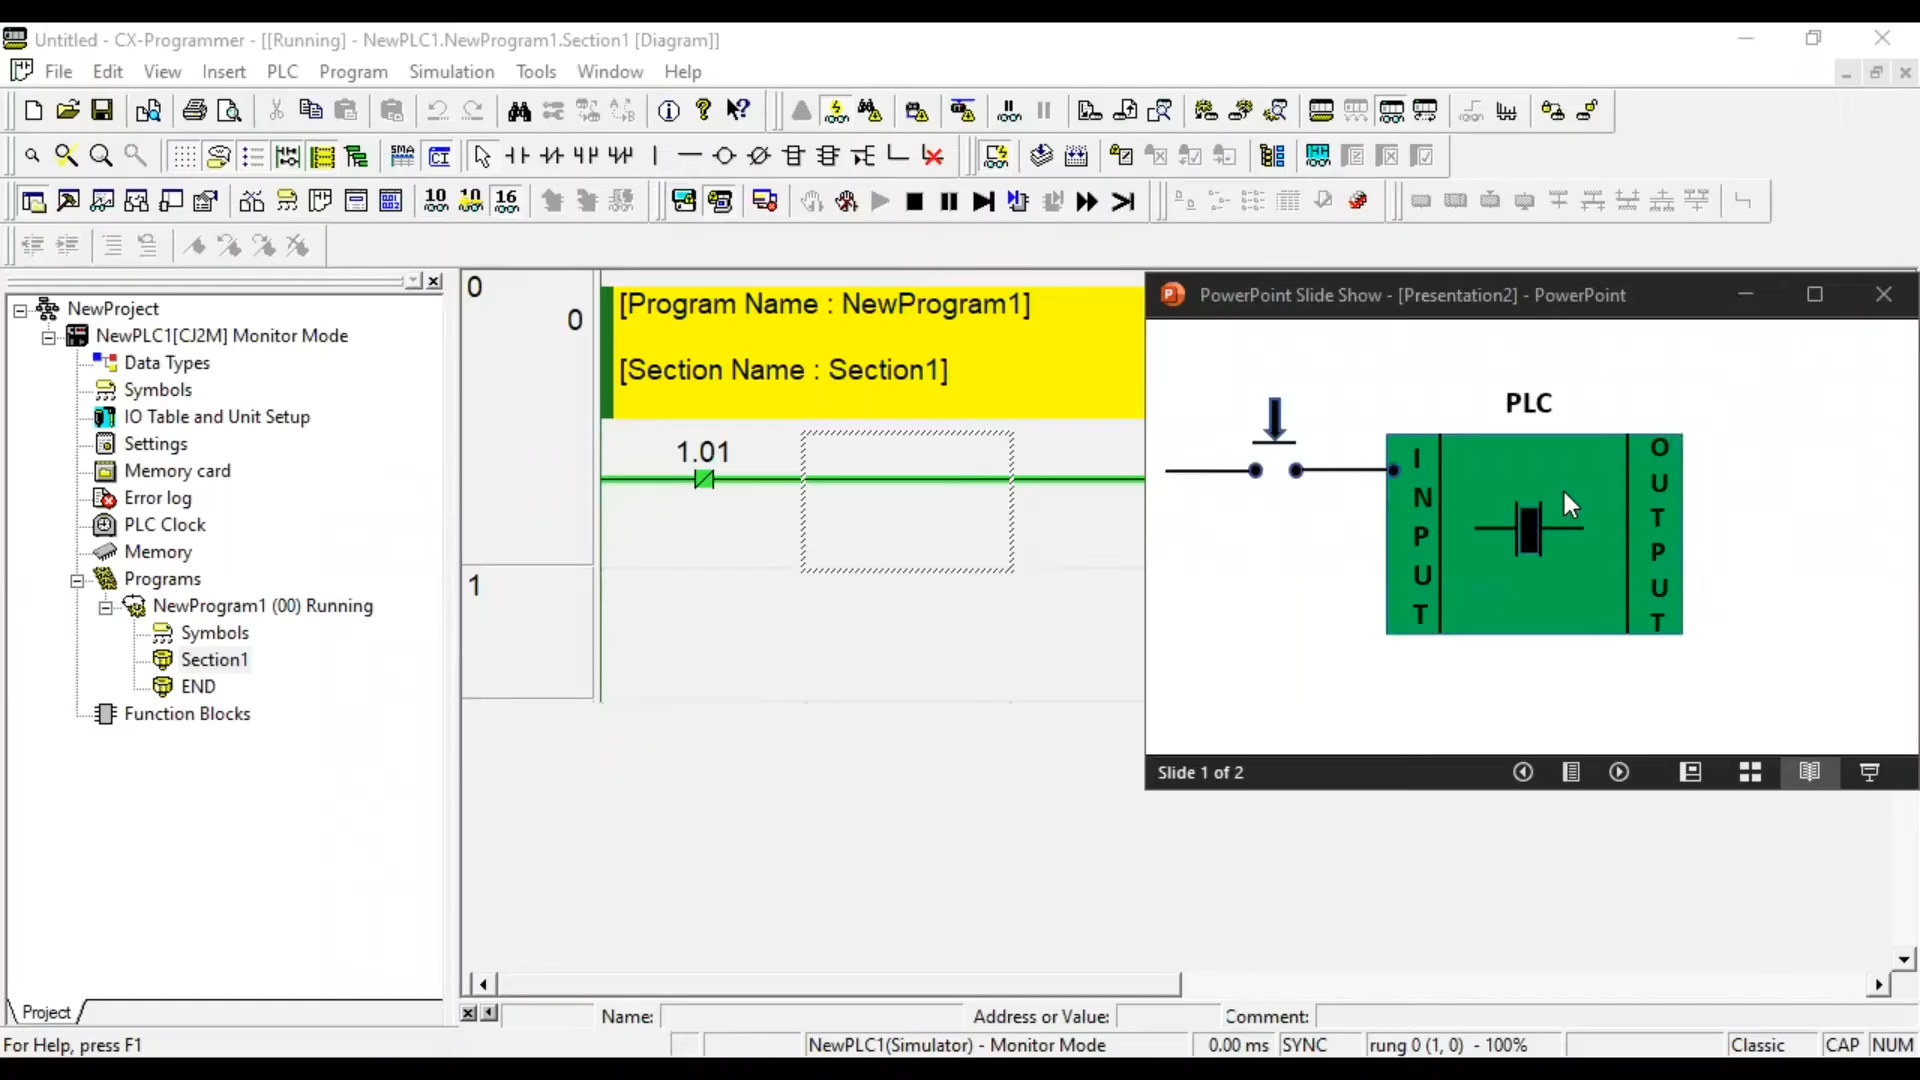 Untitled - CX-Programmer - [[Running] - NewPLC1.NewProgram1.Section1 [Diagram]]
File Edit View Insert PLC Program Simulation Tools Window Help
SMA
CI
10 10 16
NewProject
NewPLC1[CJ2M] Monitor Mode
Data Types
Symbols
IO Table and Unit Setup
Settings
Memory card
Error log
PLC Clock
Memory
Programs
NewProgram1 (00) Running
Symbols
Section1
END
Function Blocks
Project
0
0
[Program Name : NewProgram1]
[Section Name : Section1]
1.01
1
PowerPoint Slide Show - [Presentation2] - PowerPoint
PLC
INPUT
OUTPUT
Slide 1 of 2
Name: Address or Value: Comment:
For Help, press F1
NewPLC1(Simulator) - Monitor Mode 0.00 ms SYNC rung 0 (1, 0) - 100% Classic CAP NUM